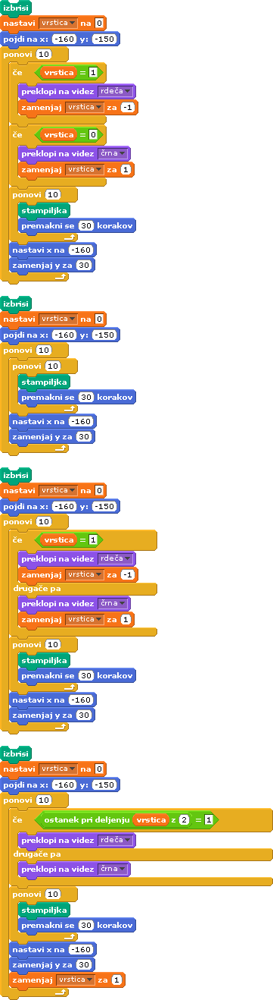 izbrisi
nastavi vrstica na 0
pojdi na x: -160 y: -150
ponovi 10
če vrstica = 1
preklopi na videz rdeča
zamenjaj vrstica za -1
če vrstica = 0
preklopi na videz črna
zamenjaj vrstica za 1
ponovi 10
stampiljka
premakni se 30 korakov
nastavi x na -160
zamenjaj y za 30
izbrisi
nastavi vrstica na 0
pojdi na x: -160 y: -150
ponovi 10
ponovi 10
stampiljka
premakni se 30 korakov
nastavi x na -160
zamenjaj y za 30
izbrisi
nastavi vrstica na 0
pojdi na x: -160 y: -150
ponovi 10
če vrstica = 1
preklopi na videz rdeča
zamenjaj vrstica za -1
drugače pa
preklopi na videz črna
zamenjaj vrstica za 1
ponovi 10
stampiljka
premakni se 30 korakov
nastavi x na -160
zamenjaj y za 30
izbrisi
nastavi vrstica na 0
pojdi na x: -160 y: -150
ponovi 10
če ostanek pri deljenju vrstica z 2 = 1
preklopi na videz rdeča
drugače pa
preklopi na videz črna
ponovi 10
stampiljka
premakni se 30 korakov
nastavi x na -160
zamenjaj y za 30
zamenjaj vrstica za 1